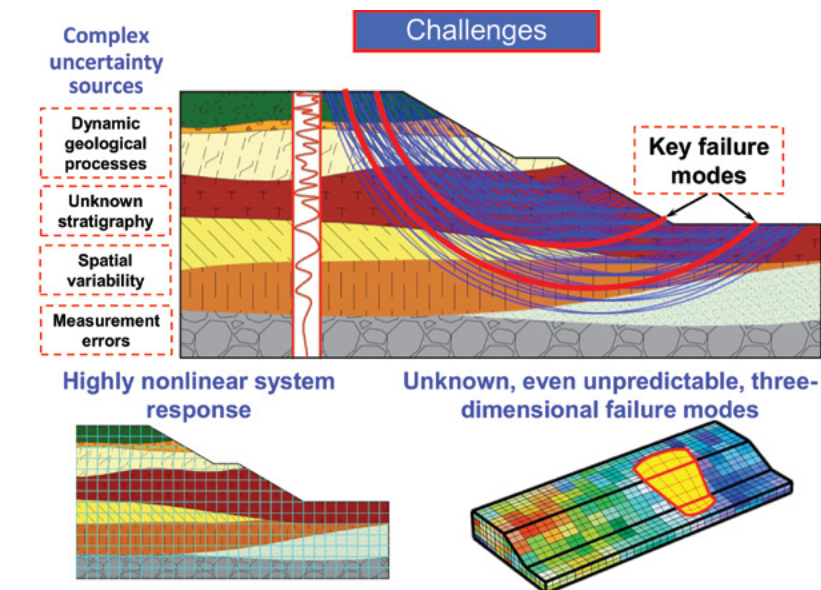 Challenges
Complex
uncertainty
sources
Dynamic
geological
processes
Unknown
stratigraphy
Spatial
variability
Measurement
errors
Key failure
modes
Highly nonlinear system
response
Unknown, even unpredictable, three-
dimensional failure modes